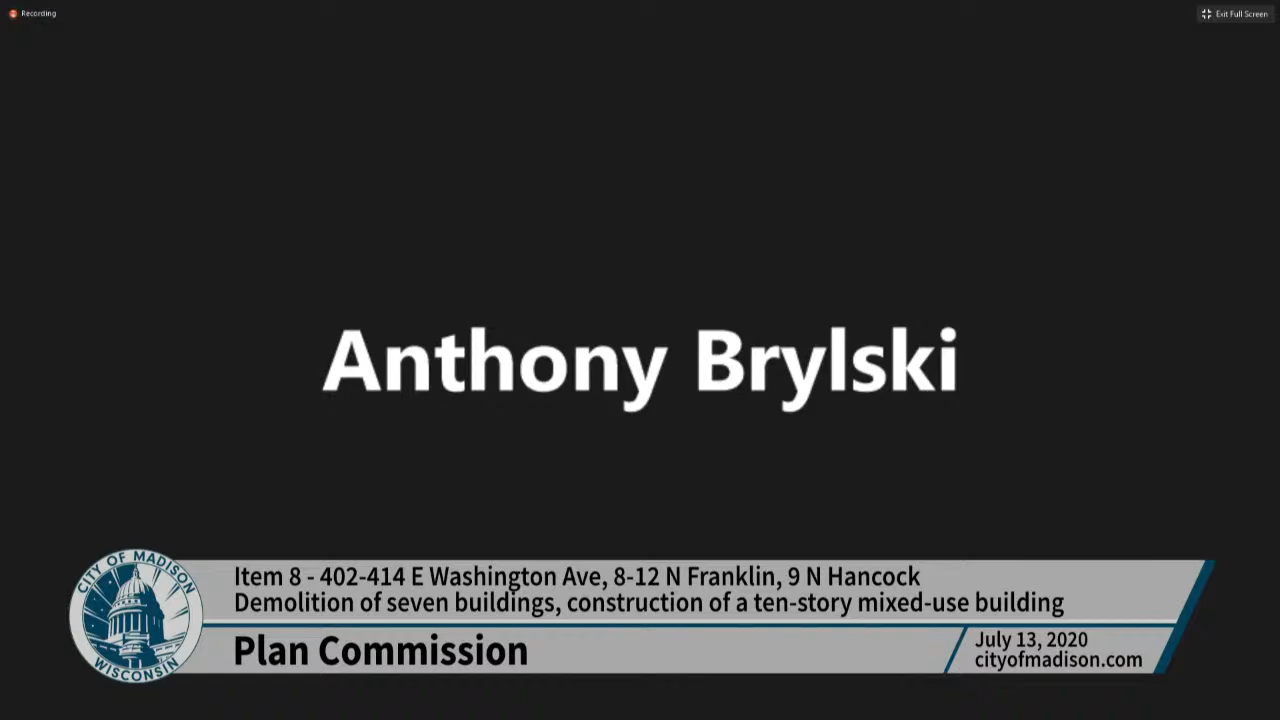 Recording
Exit Full Screen
Anthony Brylski
CITY OF MADISON
WISCONSIN
Item 8 - 402-414 E Washington Ave, 8-12 N Franklin, 9 N Hancock
Demolition of seven buildings, construction of a ten-story mixed-use building
Plan Commission
July 13, 2020
cityofmadison.com